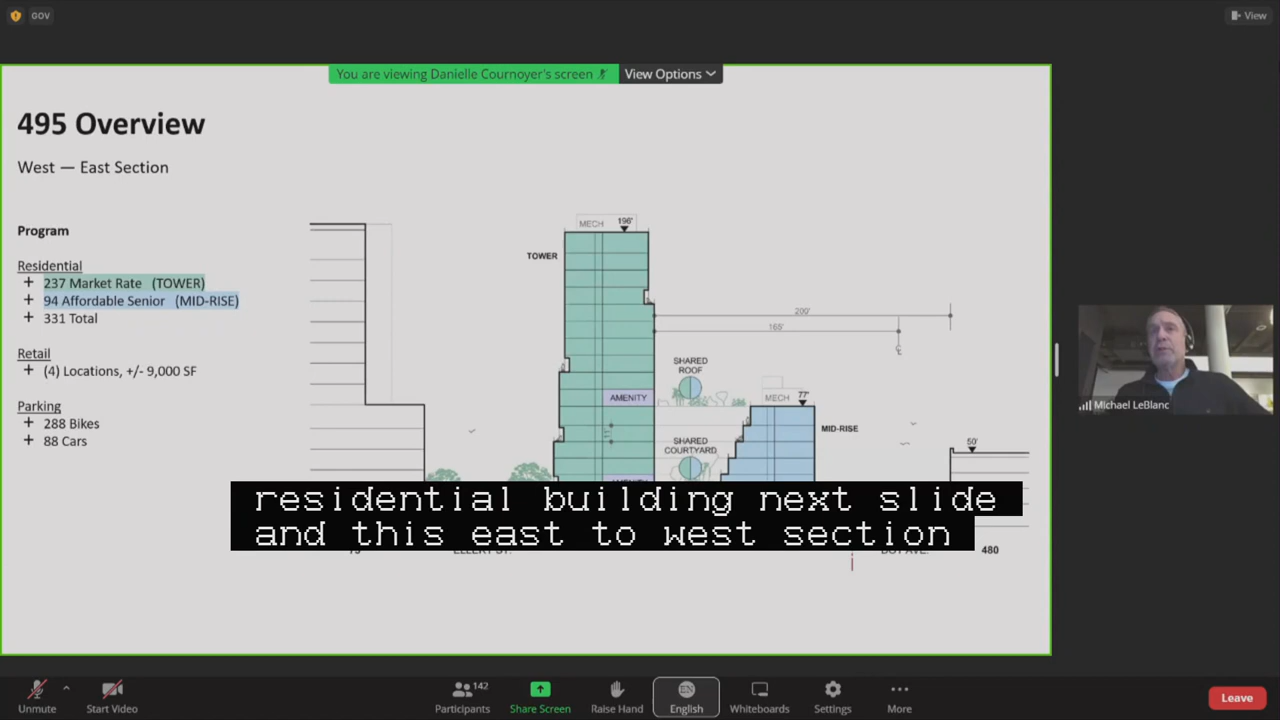 GOV
View
You are viewing Danielle Cournoyer's screen
View Options
495 Overview
West — East Section
Program
Residential
+ 237 Market Rate (TOWER)
+ 94 Affordable Senior (MID-RISE)
+ 331 Total
Retail
+ (4) Locations, +/- 9,000 SF
Parking
+ 288 Bikes
+ 88 Cars
MECH 196'
TOWER
200'
165'
SHARED
ROOF
AMENITY
MECH 77'
MID-RISE
SHARED
COURTYARD
50'
480
residential building next slide
and this east to west section
Michael LeBlanc
Unmute
Start Video
142
Participants
Share Screen
Raise Hand
EN
English
Whiteboards
Settings
More
Leave